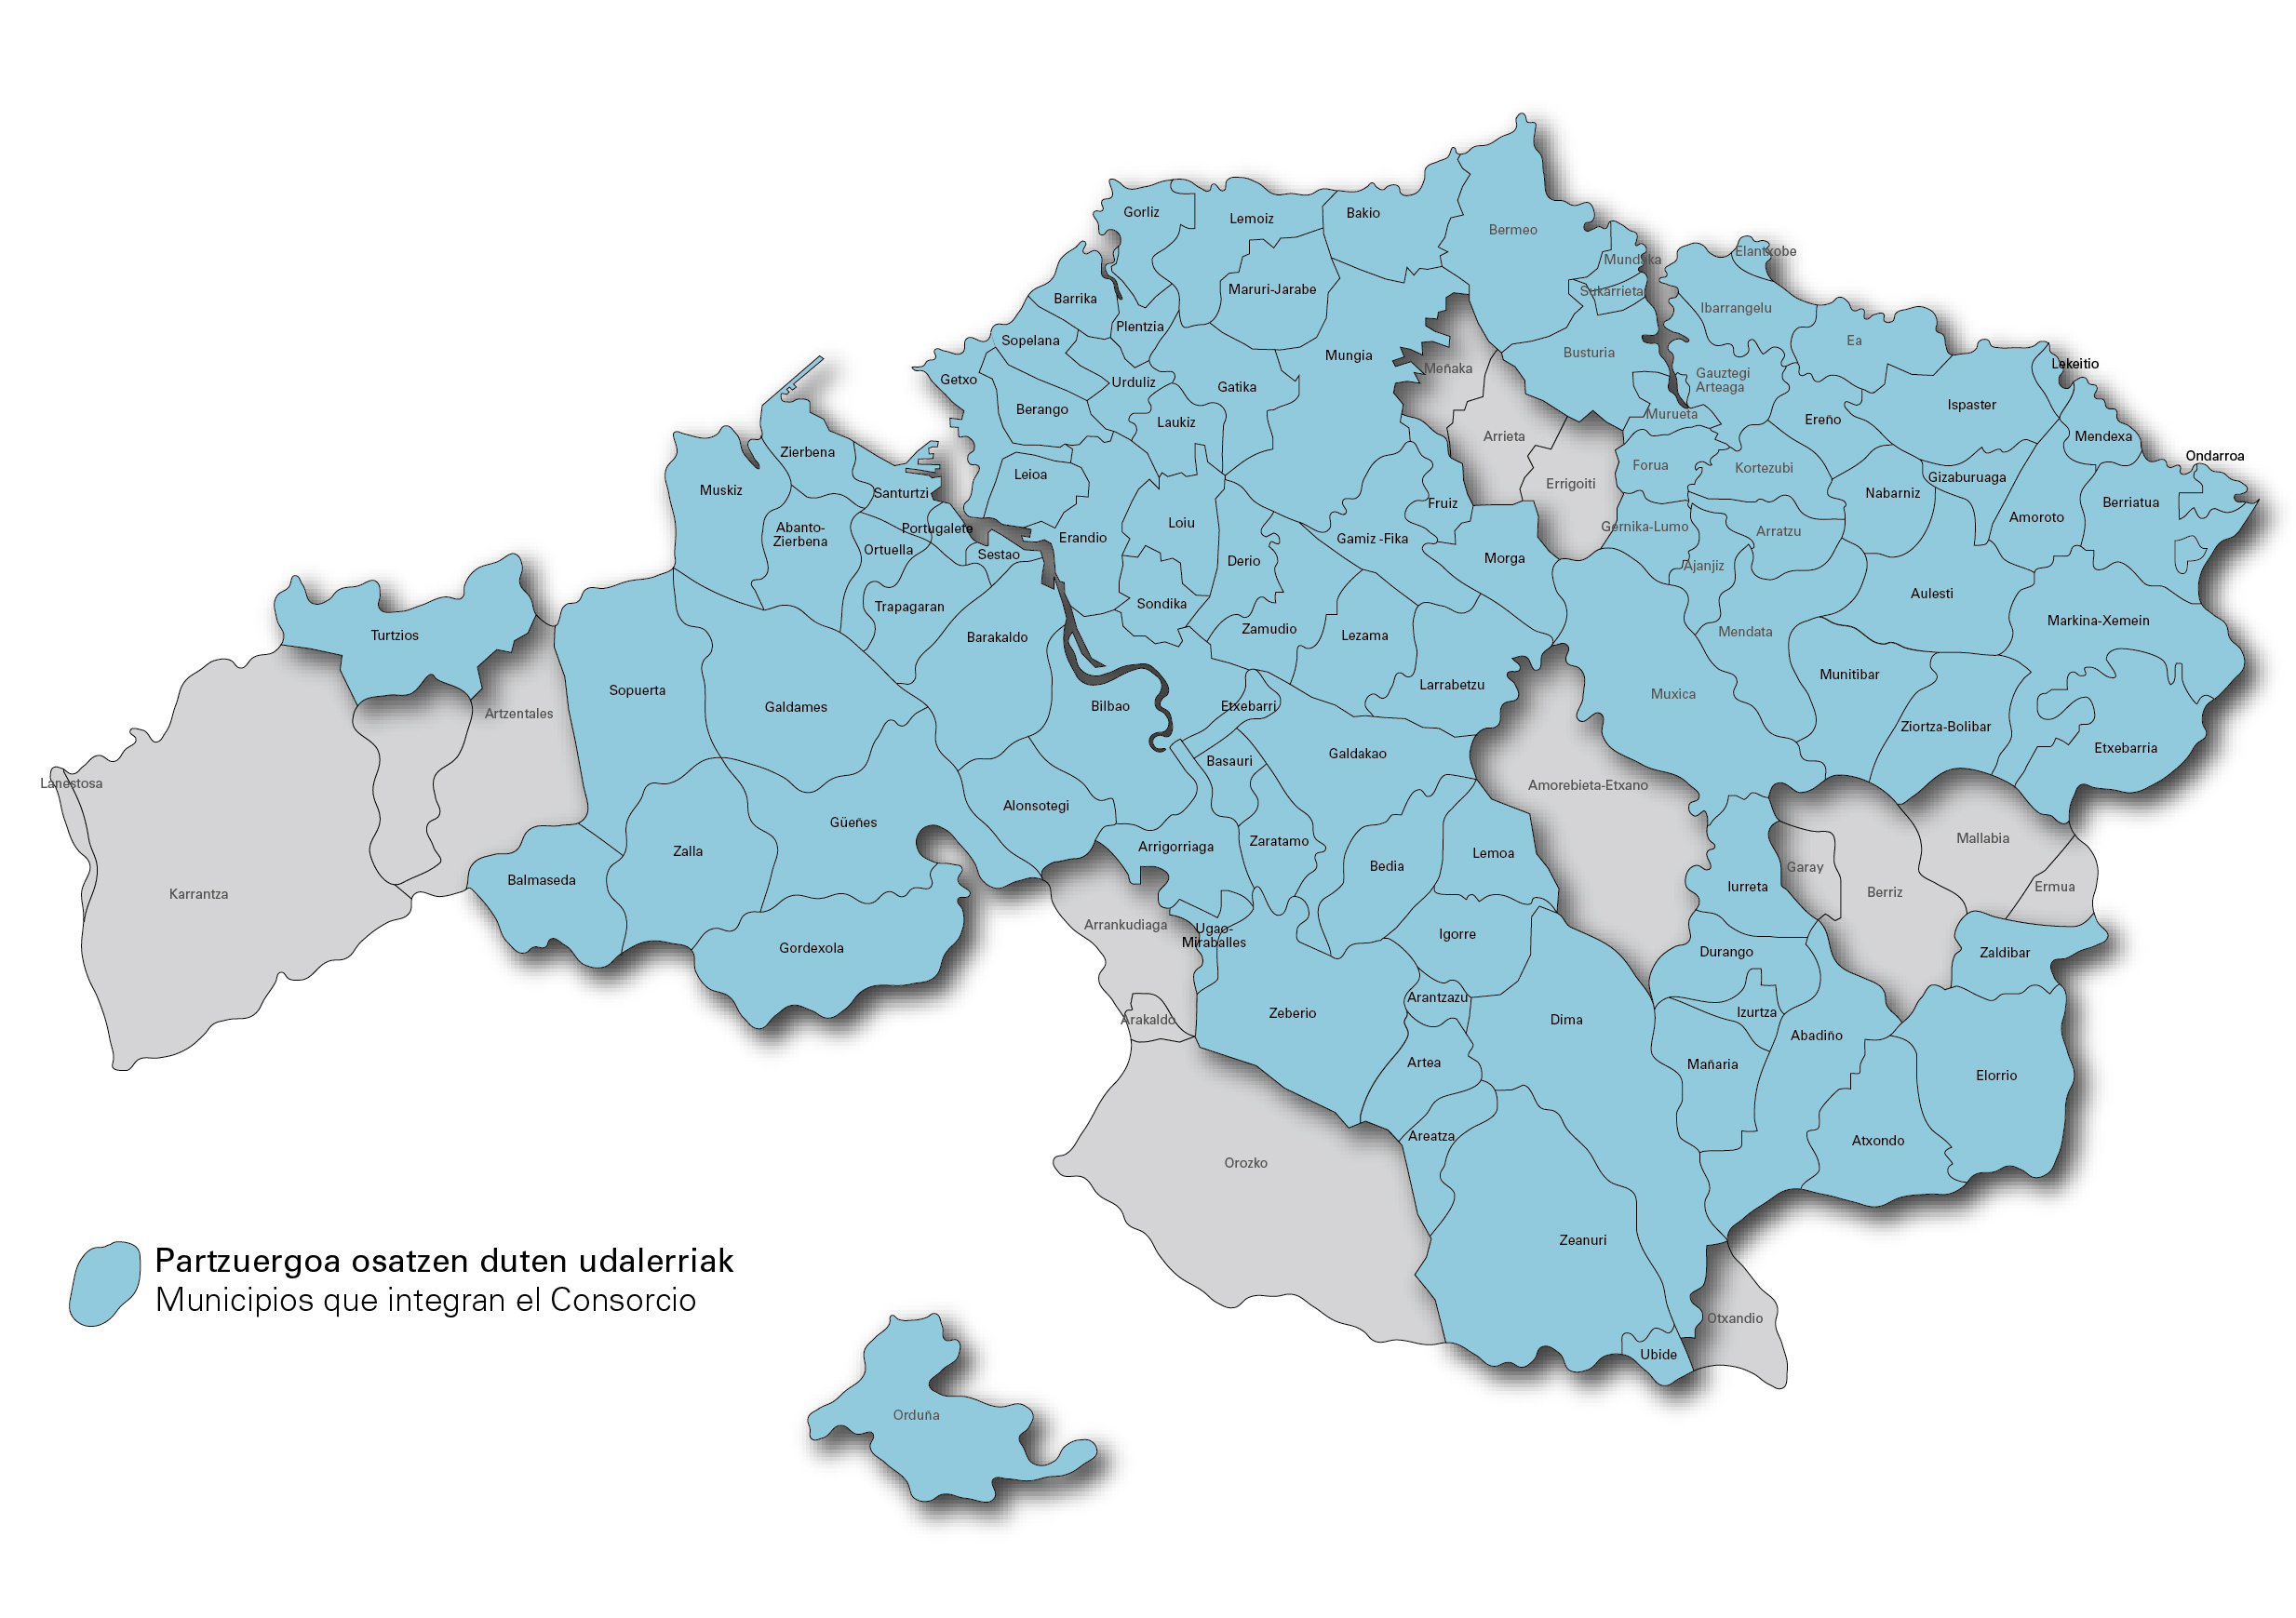 Gorliz
Lemoiz
Bakio
Bermeo
Mundaka
Elantxobe
Sukarrieta
Ibarrangelu
Barrika
Maruri-Jarabe
Plentzia
Sopelana
Mungia
Busturia
Ea
Meñaka
Lekeitio
Getxo
Urduliz
Gatika
Gauztegi
Arteaga
Berango
Laukiz
Murueta
Ereño
Ispaster
Arrieta
Mendexa
Zierbena
Ondarroa
Leioa
Forua
Kortezubi
Gizaburuaga
Errigoiti
Muskiz
Santurtzi
Nabarniz
Berriatua
Fruiz
Amoroto
Abanto-
Zierbena
Portugalete
Loiu
Gernika-Lumo
Arratzu
Ortuella
Sestao
Erandio
Gamiz -Fika
Derio
Morga
Ajanjiz
Aulesti
Trapagaran
Sondika
Markina-Xemein
Turtzios
Barakaldo
Zamudio
Lezama
Mendata
Sopuerta
Larrabetzu
Muxica
Munitibar
Artzentales
Galdames
Bilbao
Etxebarri
Ziortza-Bolibar
Etxebarria
Basauri
Galdakao
Lanestosa
Amorebieta-Etxano
Alonsotegi
Güeñes
Zalla
Arrigorriaga
Zaratamo
Bedia
Lemoa
Mallabia
Garay
Balmaseda
Iurreta
Berriz
Ermua
Karrantza
Arrankudiaga
Ugao-
Miraballes
Igorre
Gordexola
Durango
Zaldibar
Arantzazu
Arakaldo
Zeberio
Dima
Izurtza
Abadiño
Artea
Mañaria
Elorrio
Areatza
Atxondo
Orozko
Zeanuri
Partzuergoa osatzen duten udalerriak
Municipios que integran el Consorcio
Otxandio
Ubide
Orduña